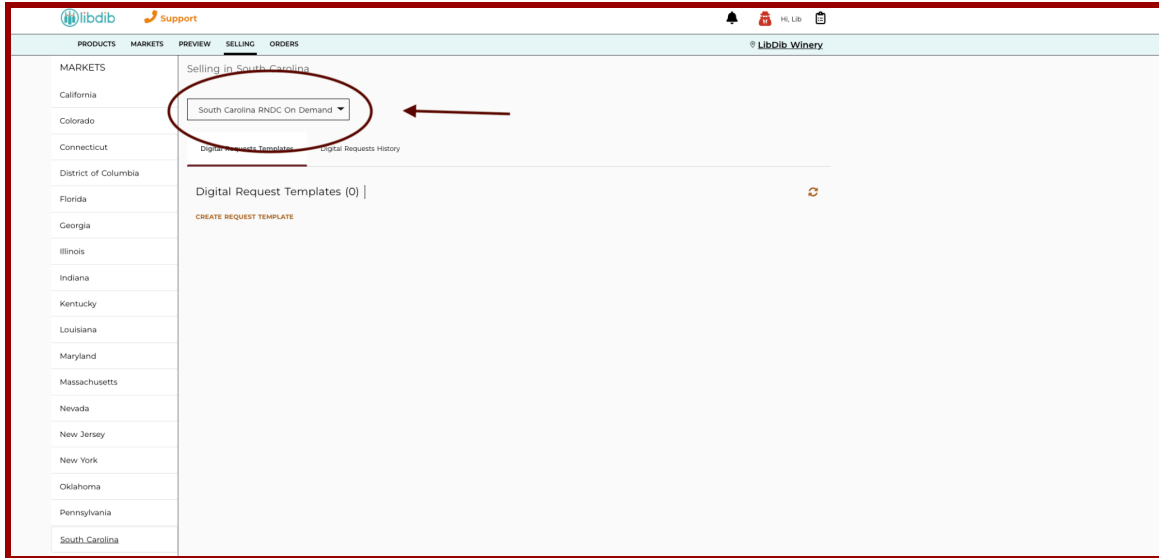 libdib Support Hi, Lib
PRODUCTS MARKETS PREVIEW SELLING ORDERS LibDib Winery
MARKETS
California
Colorado
Connecticut
District of Columbia
Florida
Georgia
Illinois
Indiana
Kentucky
Louisiana
Maryland
Massachusetts
Nevada
New Jersey
New York
Oklahoma
Pennsylvania
South Carolina
Selling in South Carolina
South Carolina RNDC On Demand
Digital Requests Templates Digital Requests History
Digital Request Templates (0) |
CREATE REQUEST TEMPLATE